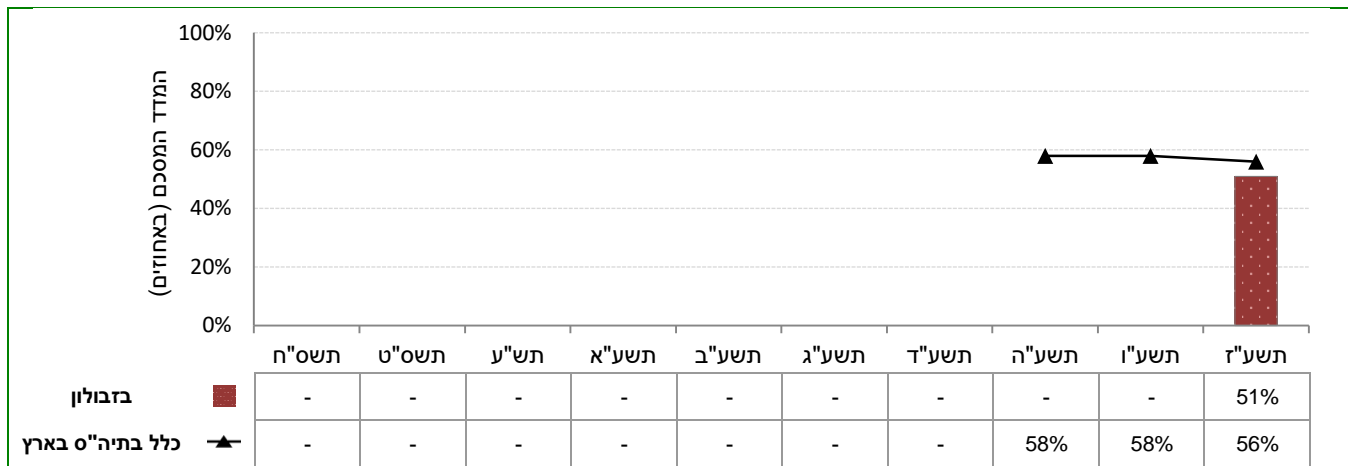 המדד המסכם (באחוזים)
100%
80%
60%
40%
20%
0%
תשס"ח תשס"ט תש"ע תשע"א תשע"ב תשע"ג תשע"ד תשע"ה תשע"ו תשע"ז
בזבולון - - - - - - - - - 51%
כלל בתיה"ס בארץ - - - - - - - 58% 58% 56%